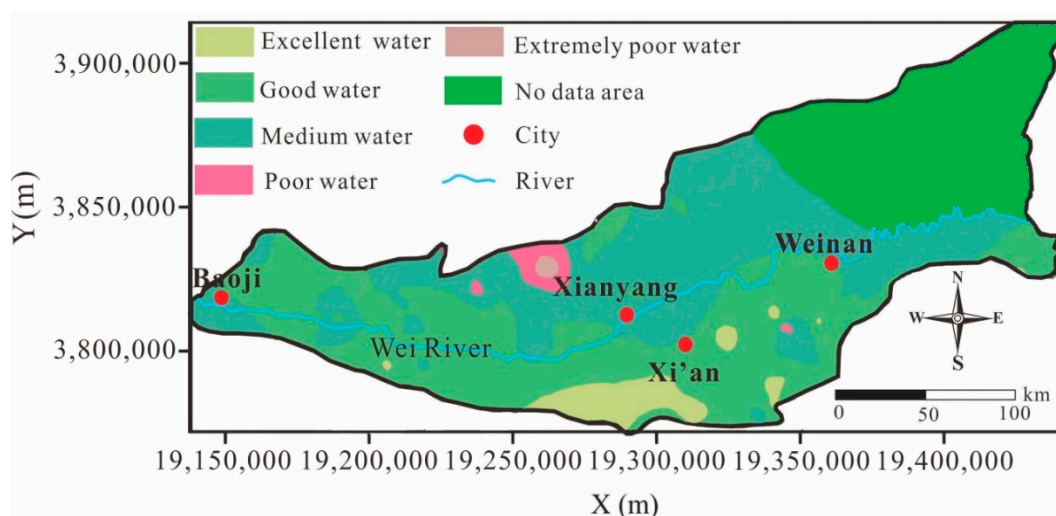 3,900,000
3,850,000
3,800,000
Y(m)
Excellent water
Good water
Medium water
Poor water
Extremely poor water
No data area
City
River
Baoji
Wei River
Xianyang
Xi'an
Weinan
N
W
E
S
km
0
50
100
19,150,000
19,200,000
19,250,000
19,300,000
19,350,000
19,400,000
X (m)